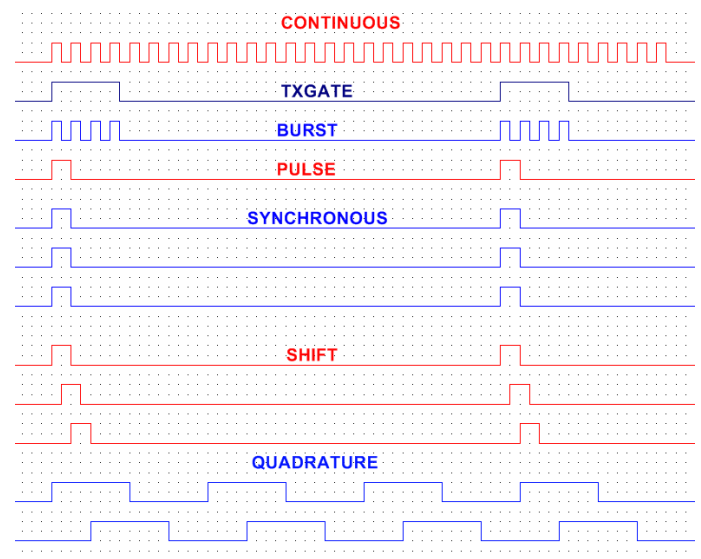 CONTINUOUS
TXGATE
BURST
PULSE
SYNCHRONOUS
SHIFT
QUADRATURE